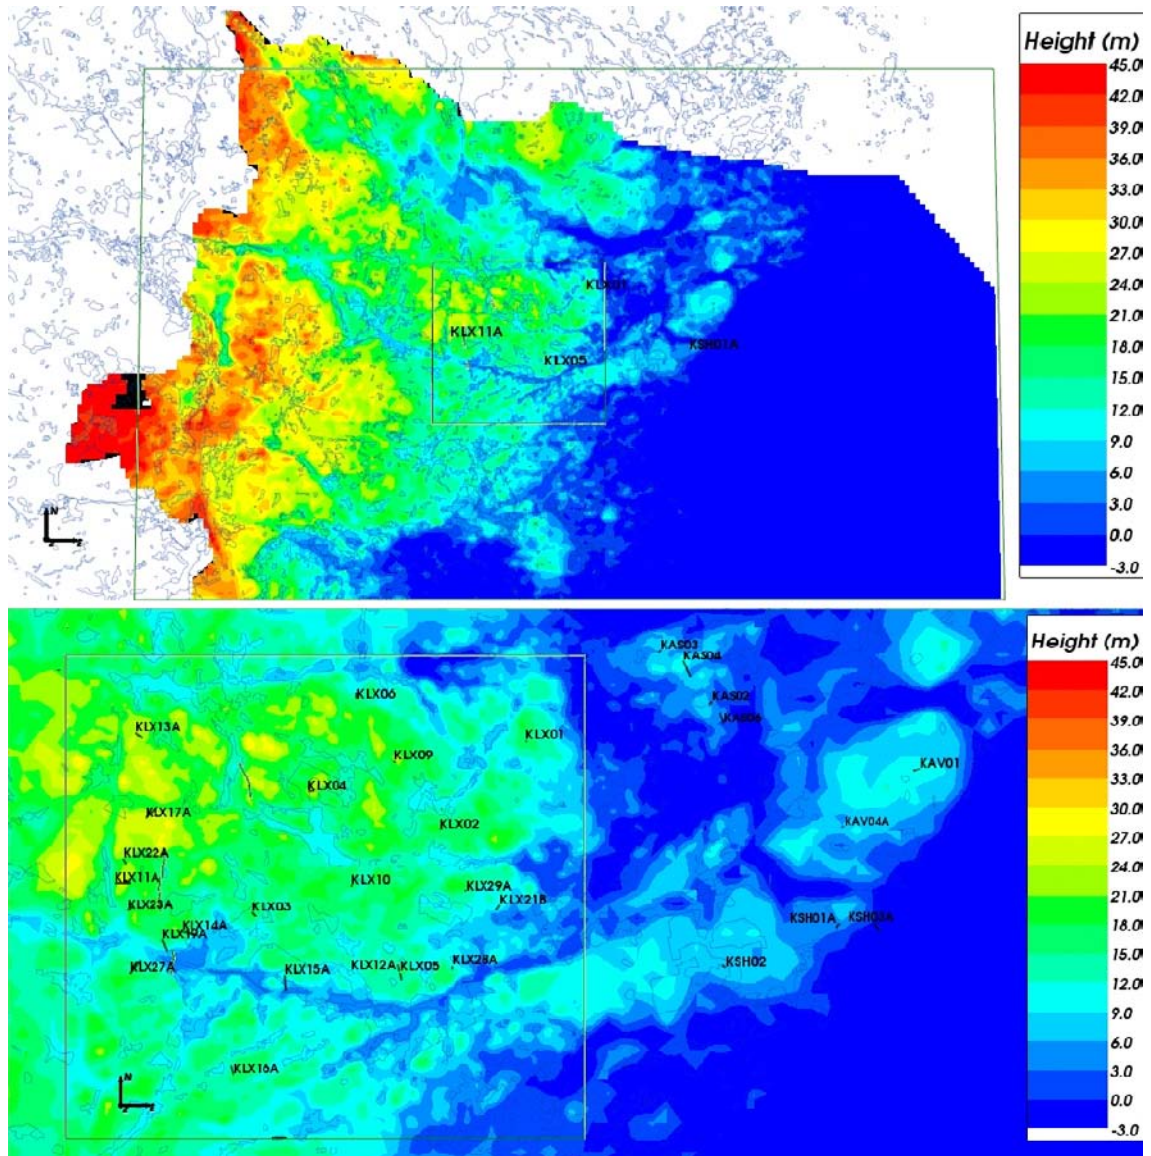 Height (m)
45.0
42.0
39.0
36.0
33.0
30.0
27.0
24.0
21.0
18.0
15.0
12.0
9.0
6.0
3.0
0.0
-3.0
KLX01
KLX11A
KSH01A
KLX05
N
Height (m)
45.0
42.0
39.0
36.0
33.0
30.0
27.0
24.0
21.0
18.0
15.0
12.0
9.0
6.0
3.0
0.0
-3.0
KAS03
KAS04
KLX06
KAS02
KAS06
KLX13A
KLX01
KLX09
KAV01
KLX04
KLX17A
KLX02
KAV04A
KLX22A
KLX11A
KLX10
KLX29A
KLX23A
KLX03
KLX21B
KSH01A
KSH03A
KLX14A
KLX19A
KLX27A
KLX15A
KLX12A
KLX05
KLX28A
KSH02
KLX16A
N